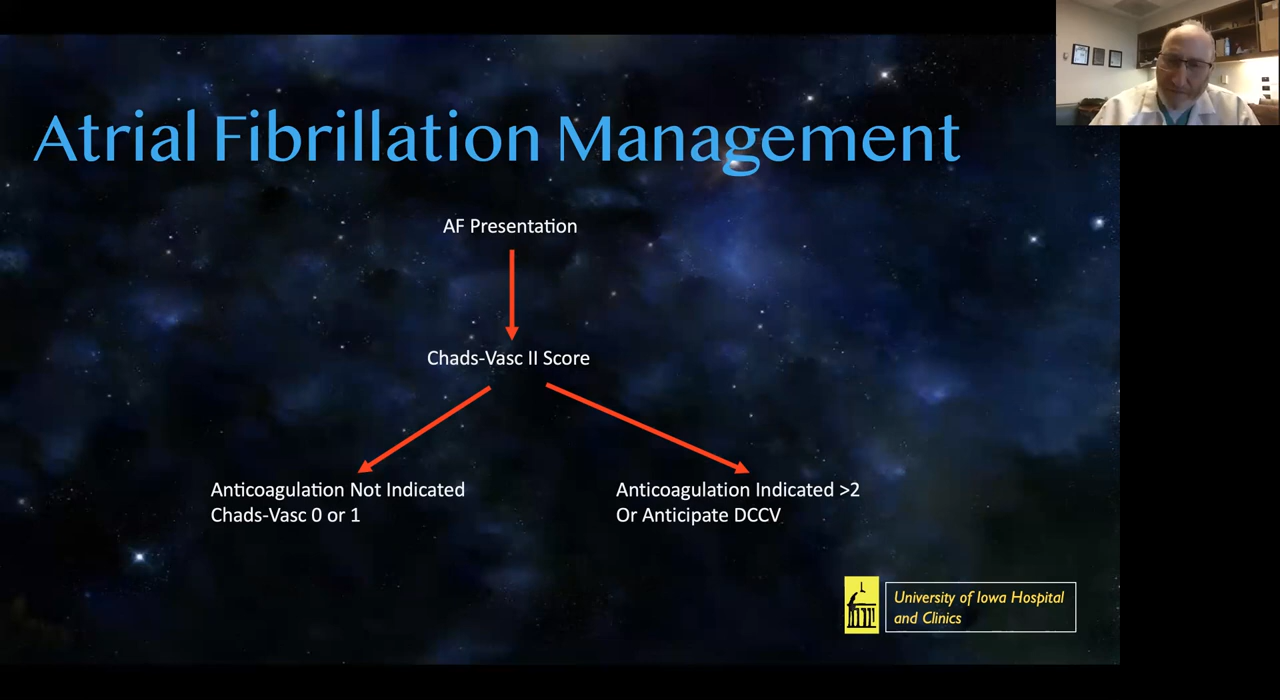 Atrial Fibrillation Management
AF Presentation
Chads-Vasc II Score
Anticoagulation Not Indicated
Chads-Vasc 0 or 1
Anticoagulation Indicated >2
Or Anticipate DCCV
University of Iowa Hospital
and Clinics